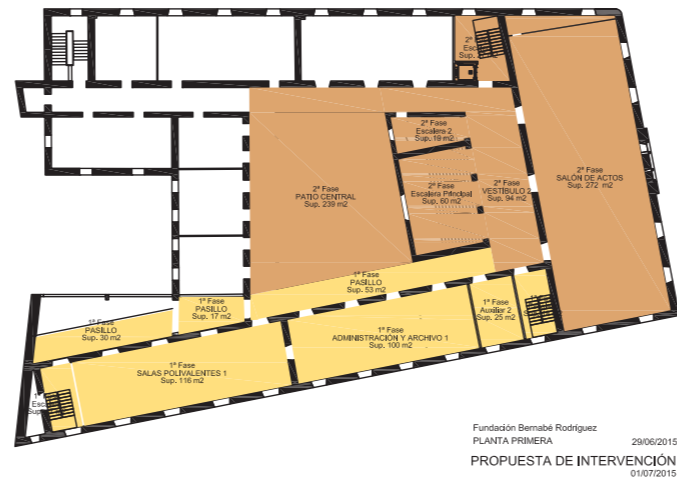 2ª Fase
Sup.
2ª Fase
Escalera 2
Sup. 19 m2
2ª Fase
SALÓN DE ACTOS
Sup. 272 m2
2ª Fase
PATIO CENTRAL
Sup. 239 m2
2ª Fase
Escalera Principal
Sup. 60 m2
2ª Fase
VESTÍBULO 2
Sup. 94 m2
1ª Fase
PASILLO
Sup. 53 m2
1ª Fase
PASILLO
Sup. 17 m2
1ª Fase
PASILLO
Sup. 30 m2
1ª Fase
Auxiliar 2
Sup. 25 m2
1ª Fase
ADMINISTRACIÓN Y ARCHIVO 1
Sup. 100 m2
1ª Fase
SALAS POLIVALENTES 1
Sup. 116 m2
Fundación Bernabé Rodríguez
PLANTA PRIMERA 29/06/2015
PROPUESTA DE INTERVENCIÓN
01/07/2015